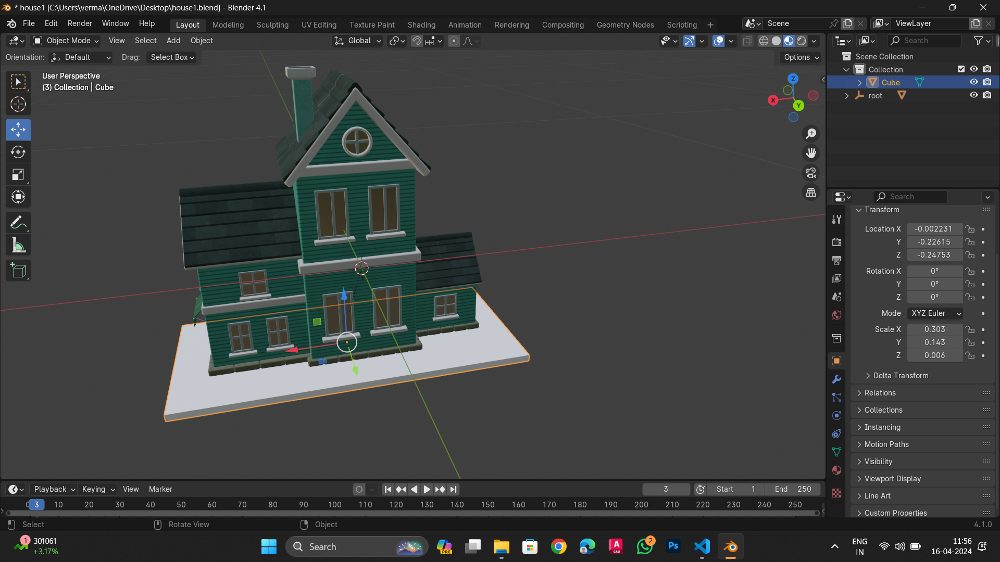 * house1 [C:\Users\verma\OneDrive\Desktop\house1.blend] - Blender 4.1
File Edit Render Window Help
Layout Modeling Sculpting UV Editing Texture Paint Shading Animation Rendering Compositing Geometry Nodes Scripting +
Scene
ViewLayer
Object Mode View Select Add Object
Global
Search
Orientation: Default Drag: Select Box
Options
Scene Collection
Collection
Cube
root
User Perspective
(3) Collection | Cube
Z
X
Y
Search
Transform
Location X -0.002231
Y -0.22615
Z -0.24753
Rotation X 0°
Y 0°
Z 0°
Mode XYZ Euler
Scale X 0.303
Y 0.143
Z 0.006
Delta Transform
Relations
Collections
Instancing
Motion Paths
Visibility
Viewport Display
Line Art
Custom Properties
Playback Keying View Marker
3
Start 1
End 250
0 3 10 20 30 40 50 60 70 80 90 100 110 120 130 140 150 160 170 180 190 200 210 220 230 240 250
Select Rotate View Object
4.1.0
1
301061
+3.17%
Search
PRE
A
CAD
2
Ps
ENG
IN
11:56
16-04-2024